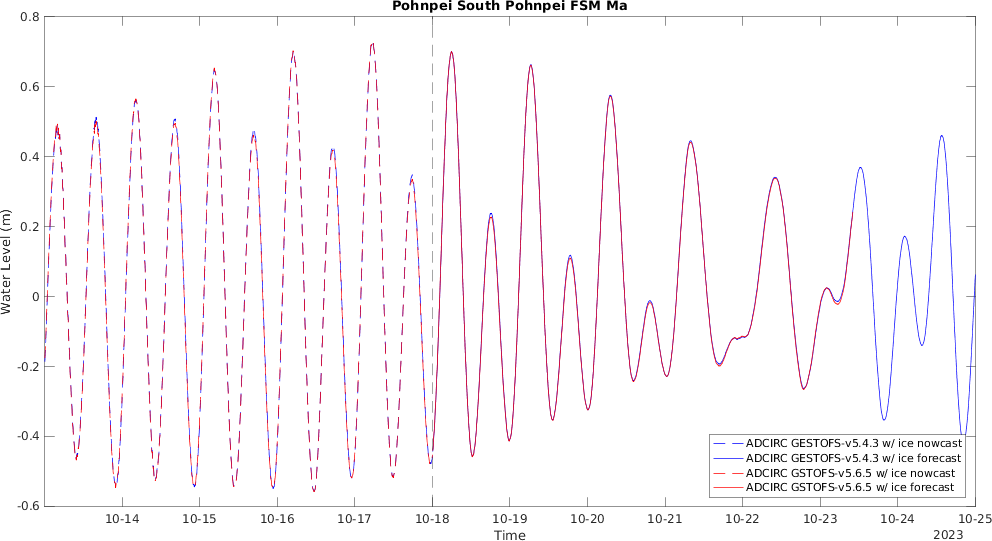 Pohnpei South Pohnpei FSM Ma
0.8
0.6
0.4
0.2
0
-0.2
-0.4
-0.6
Water Level (m)
ADCIRC GESTOFS-v5.4.3 w/ ice nowcast
ADCIRC GESTOFS-v5.4.3 w/ ice forecast
ADCIRC GSTOFS-v5.6.5 w/ ice nowcast
ADCIRC GSTOFS-v5.6.5 w/ ice forecast
10-14 10-15 10-16 10-17 10-18 10-19 10-20 10-21 10-22 10-23 10-24 10-25
Time
2023